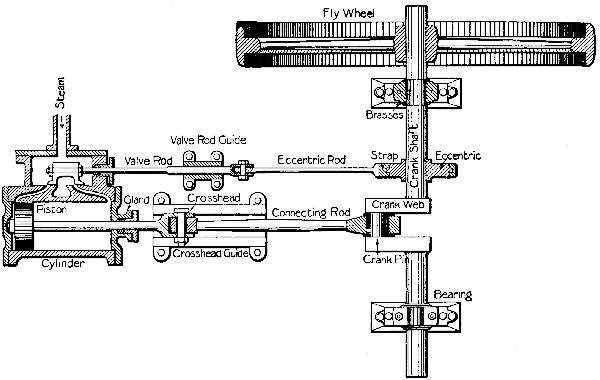 Fly Wheel
Steam
Brasses
Valve Rod Guide
Valve Rod
Eccentric Rod
Strap
Crank Shaft
Eccentric
Piston
Gland
Crosshead
Connecting Rod
Crank Web
Crosshead Guide
Crank Pin
Cylinder
Bearing